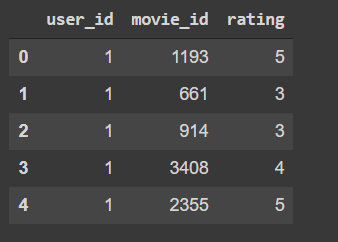 user_id movie_id rating
0 1 1193 5
1 1 661 3
2 1 914 3
3 1 3408 4
4 1 2355 5